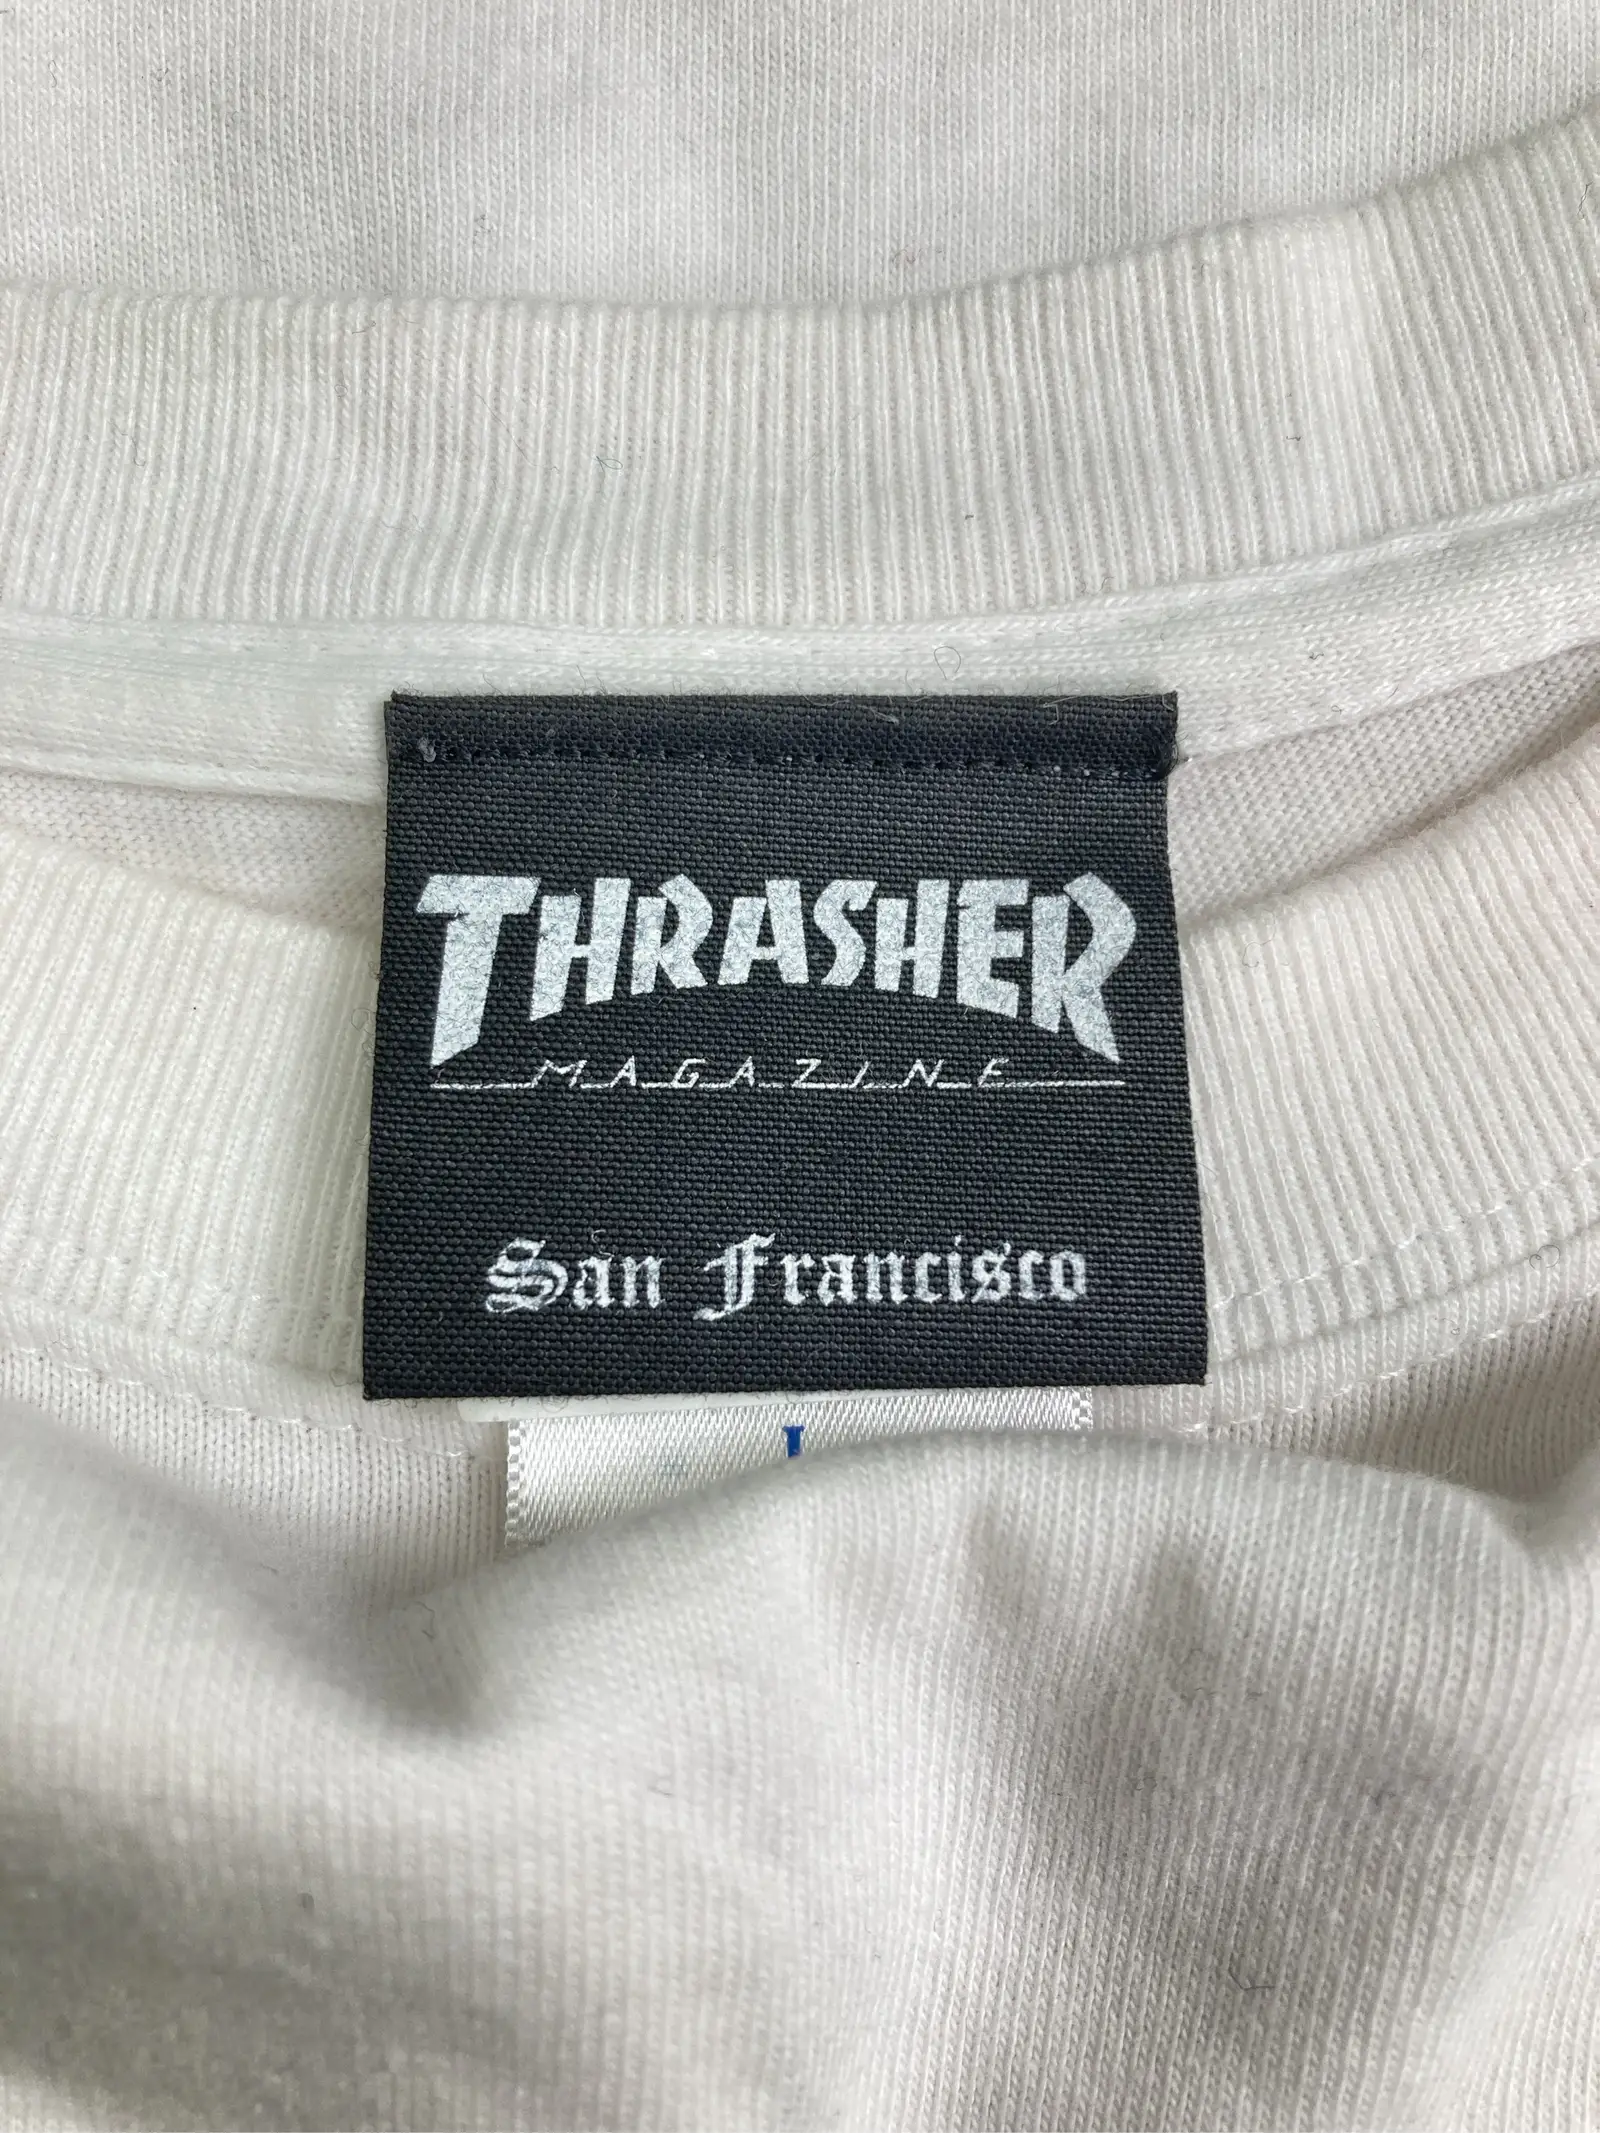 THRASHER
MAGAZINE
San Francisco